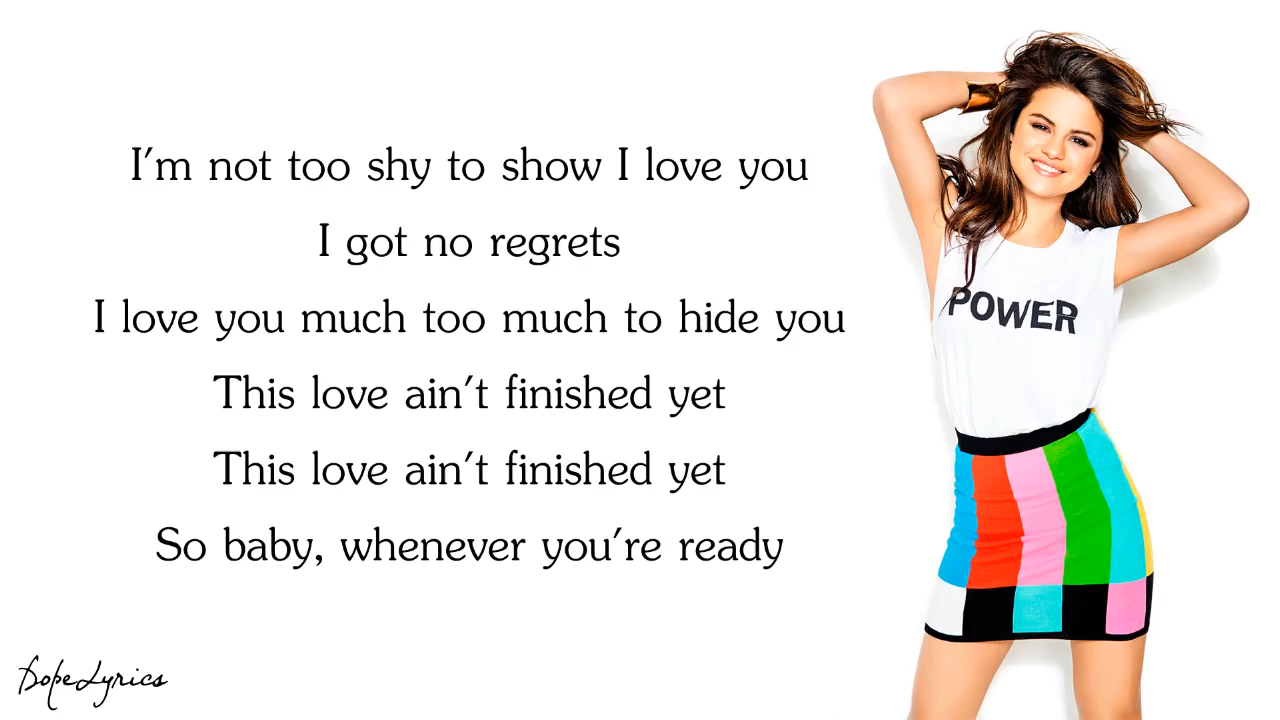 I’m not too shy to show I love you
I got no regrets
I love you much too much to hide you
This love ain’t finished yet
This love ain’t finished yet
So baby, whenever you’re ready
POWER
DopeLyrics